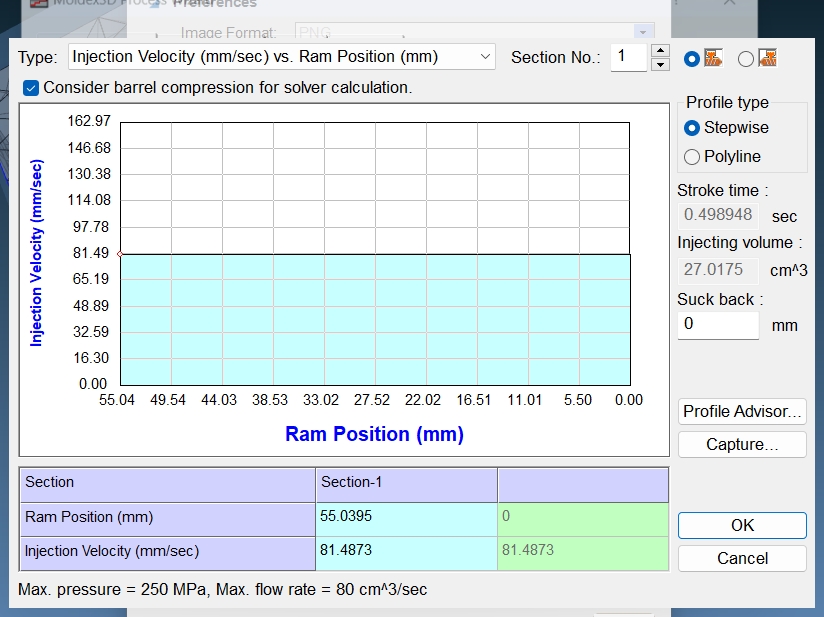 Preferences
Image Format: PNG
Type: Injection Velocity (mm/sec) vs. Ram Position (mm) Section No.: 1
Consider barrel compression for solver calculation.
Injection Velocity (mm/sec)
162.97
146.68
130.38
114.08
97.78
81.49
65.19
48.89
32.59
16.30
0.00
55.04 49.54 44.03 38.53 33.02 27.52 22.02 16.51 11.01 5.50 0.00
Ram Position (mm)
Profile type
Stepwise
Polyline
Stroke time :
0.498948 sec
Injecting volume :
27.0175 cm^3
Suck back :
0 mm
Profile Advisor...
Capture...
OK
Cancel
Section Section-1
Ram Position (mm) 55.0395 0
Injection Velocity (mm/sec) 81.4873 81.4873
Max. pressure = 250 MPa, Max. flow rate = 80 cm^3/sec